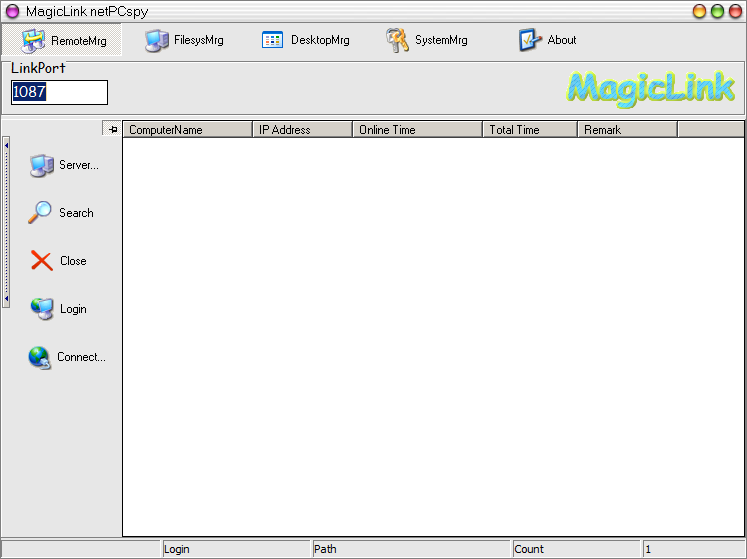 MagicLink netPCspy
RemoteMrg FilesysMrg DesktopMrg SystemMrg About
LinkPort
1087
MagicLink
ComputerName IP Address Online Time Total Time Remark
Server...
Search
Close
Login
Connect...
Login Path Count 1